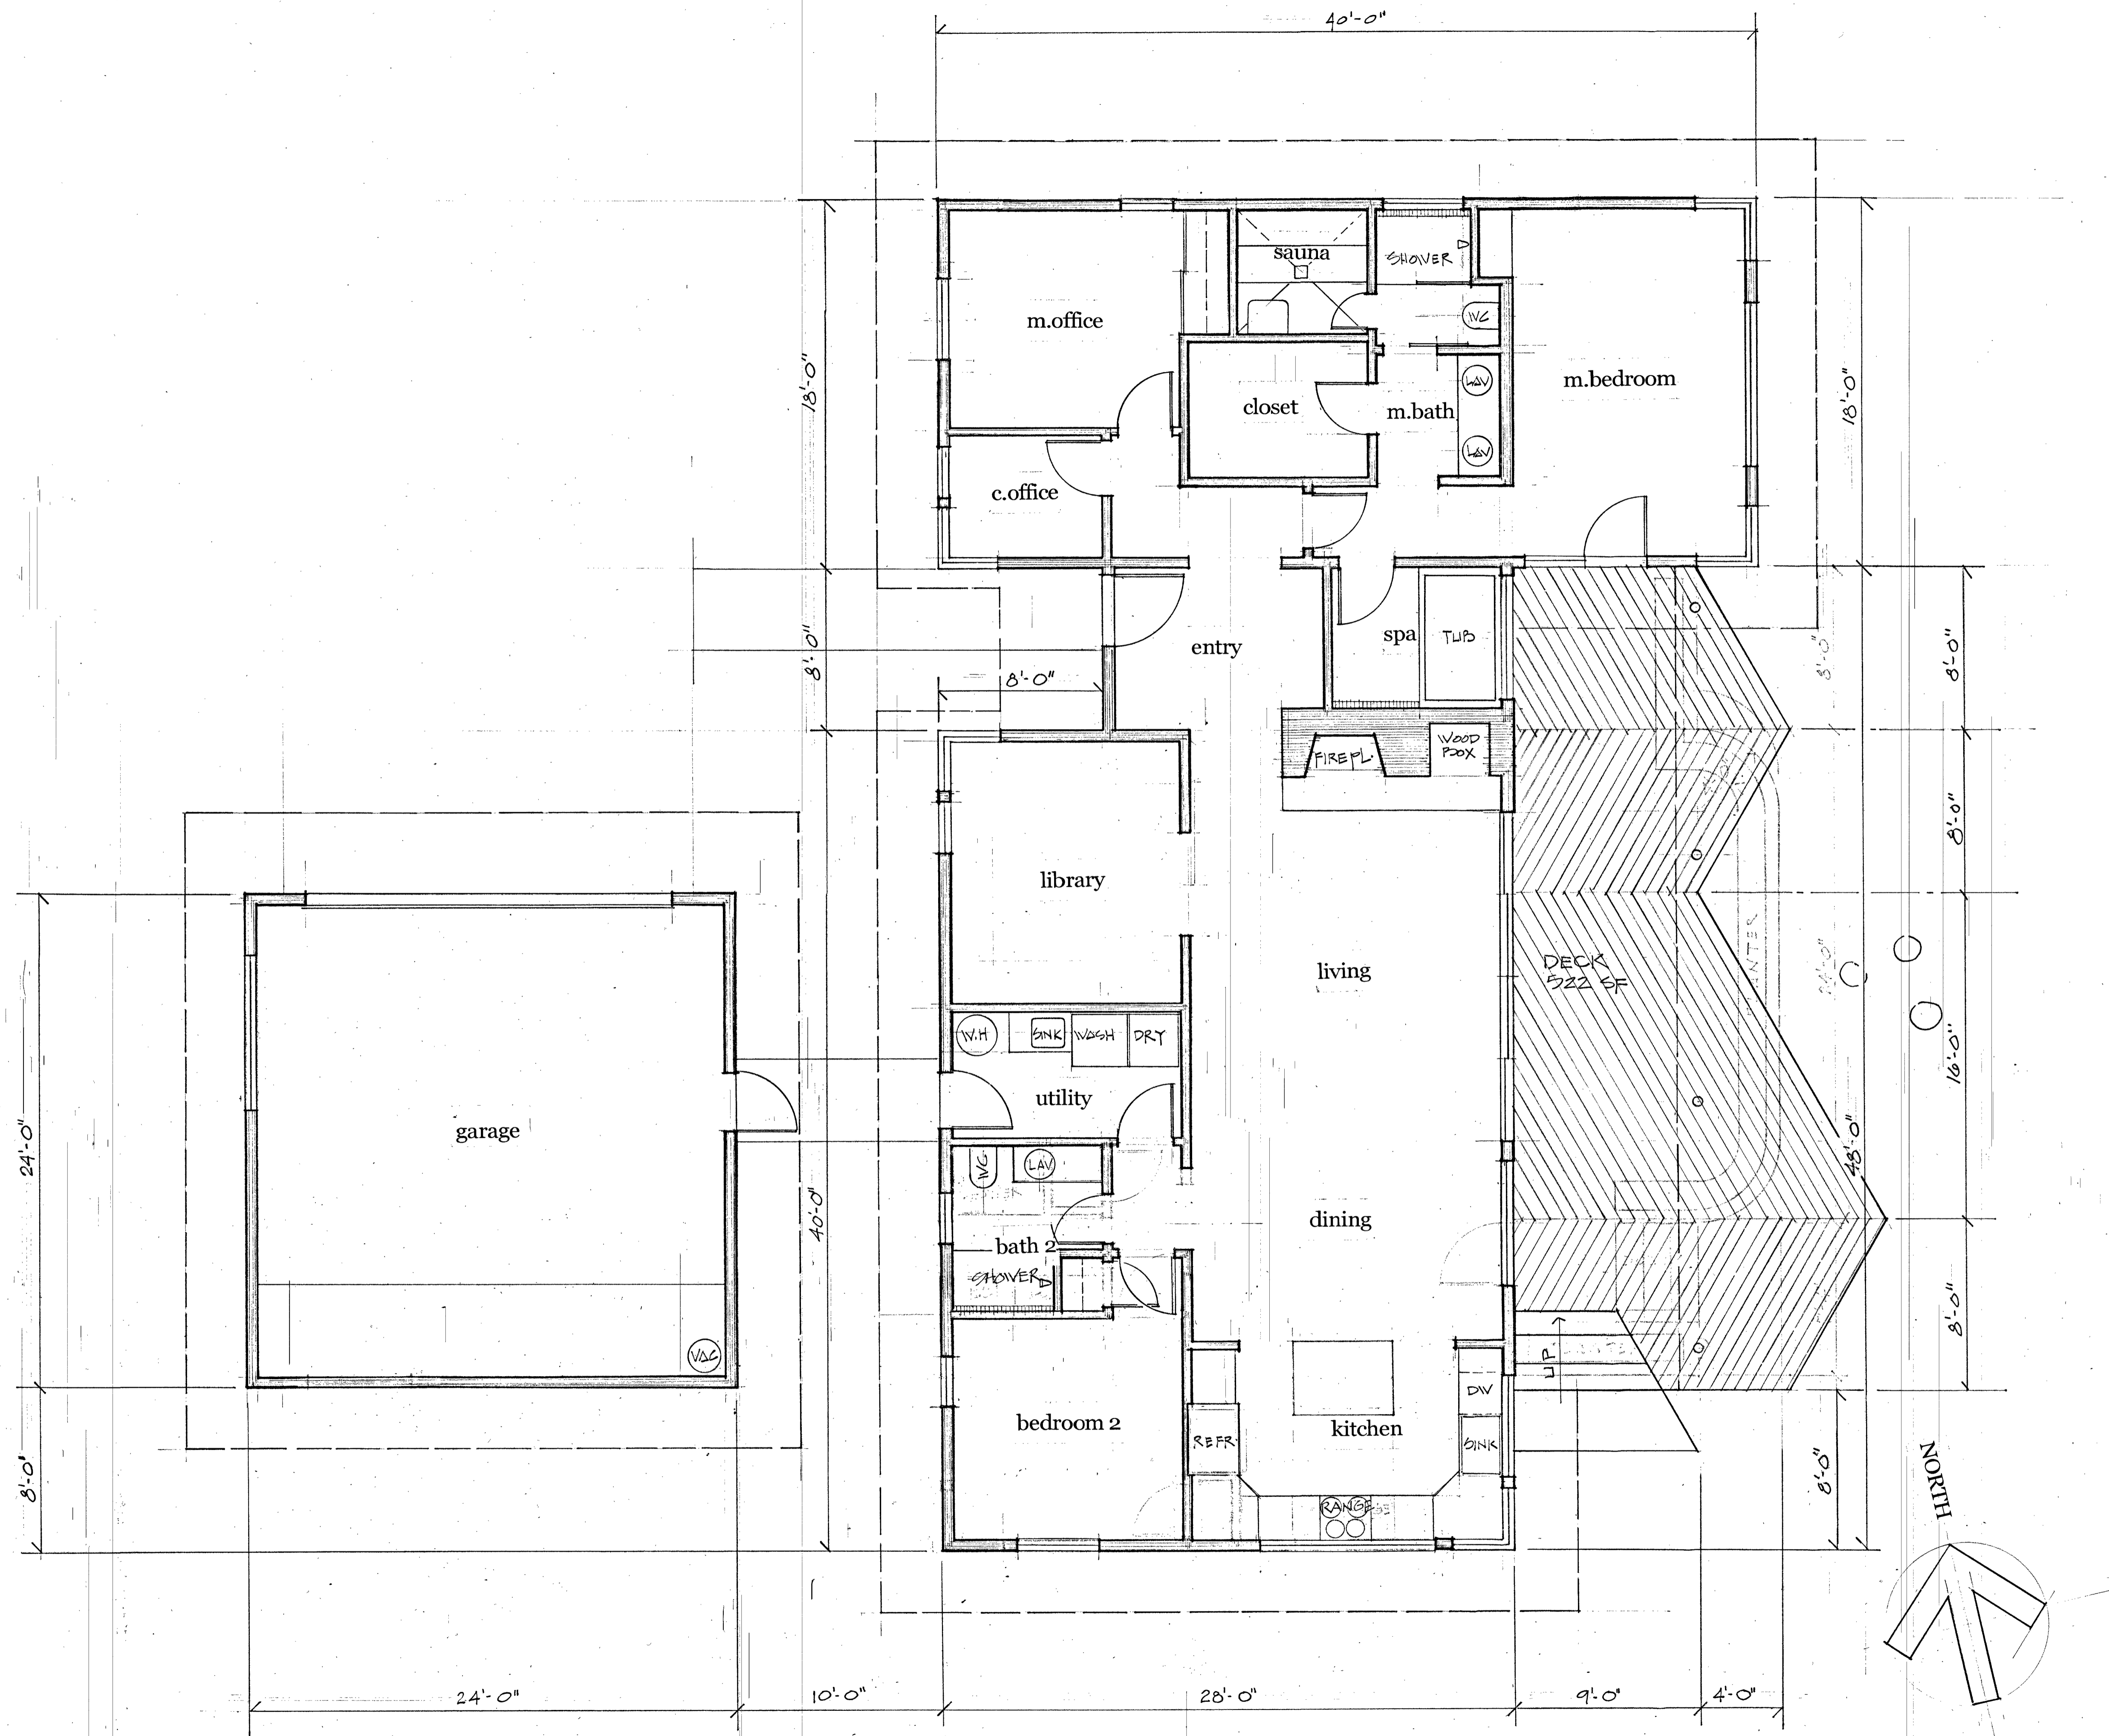 40'-0"
sauna
SHOWER
m.office
WC
18'-0"
18'-0"
LAV
m.bedroom
closet
m.bath
LAV
c.office
8'-0"
entry
spa
TUB
8'-0"
8'-0"
8'-0"
FIREPL.
WOOD
BOX
8'-0"
library
living
DECK
522 SF
W.H
SINK
WASH
DRY
16'-0"
utility
garage
24'-0"
WC
LAV
48'-0"
40'-0"
dining
bath 2
SHOWER
8'-0"
UP
VAC
DW
bedroom 2
kitchen
REFR.
SINK
8'-0"
8'-0"
RANGE
NORTH
24'-0"
10'-0"
28'-0"
9'-0"
4'-0"